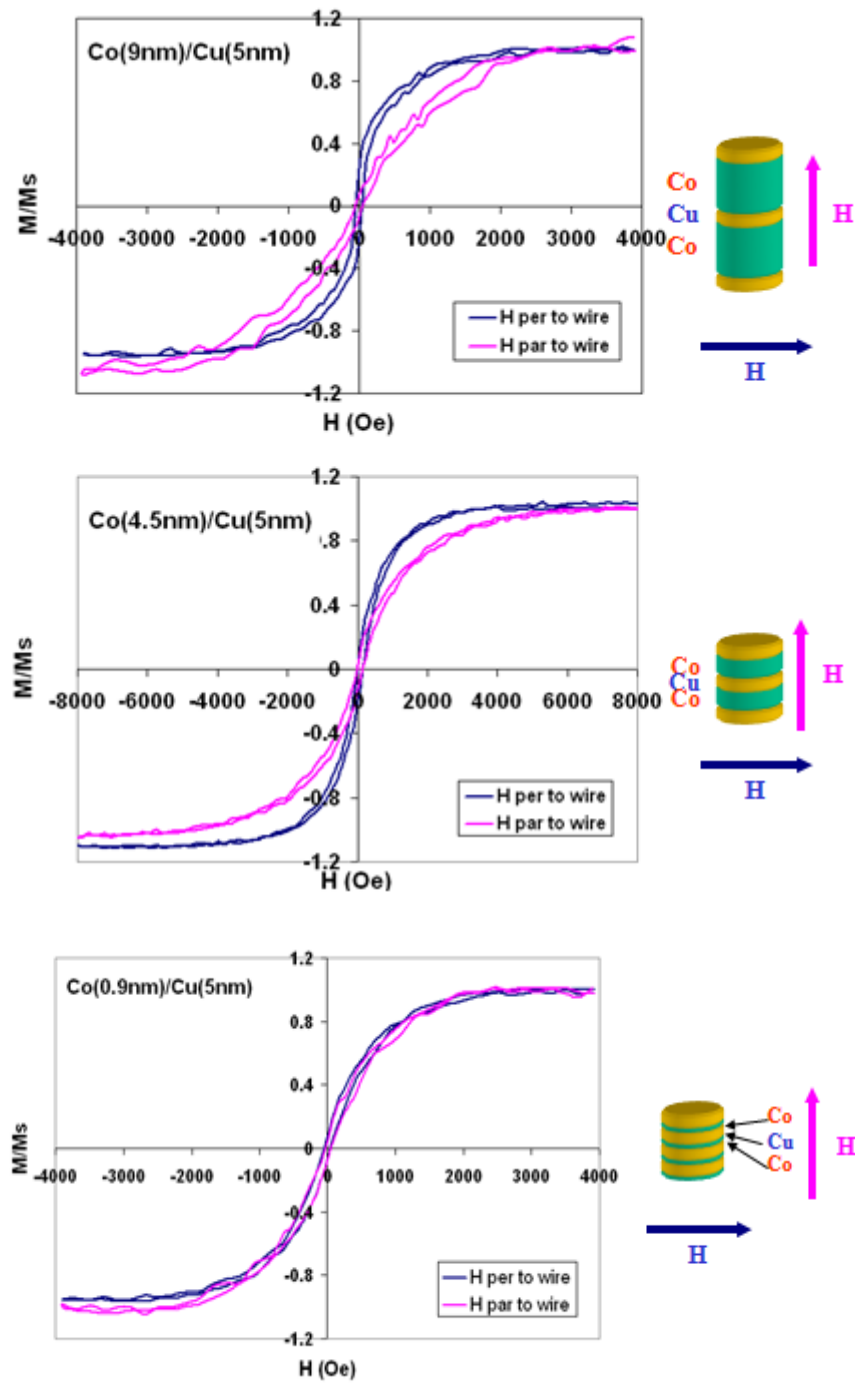 Co(9nm)/Cu(5nm)
1.2
0.8
0.4
0
-4000 -3000 -2000 -1000 0 1000 2000 3000 4000
-0.4
-0.8
-1.2
M/Ms
H (Oe)
H per to wire
H par to wire
Co
Cu
Co
H
H
Co(4.5nm)/Cu(5nm)
1.2
.8
0.4
0
-8000 -6000 -4000 -2000 0 2000 4000 6000 8000
-0.4
-0.8
-1.2
M/Ms
H (Oe)
H per to wire
H par to wire
Co
Cu
Co
H
H
Co(0.9nm)/Cu(5nm)
1.2
0.8
0.4
0
-4000 -3000 -2000 -1000 0 1000 2000 3000 4000
-0.4
-0.8
-1.2
M/Ms
H (Oe)
H per to wire
H par to wire
Co
Cu
Co
H
H